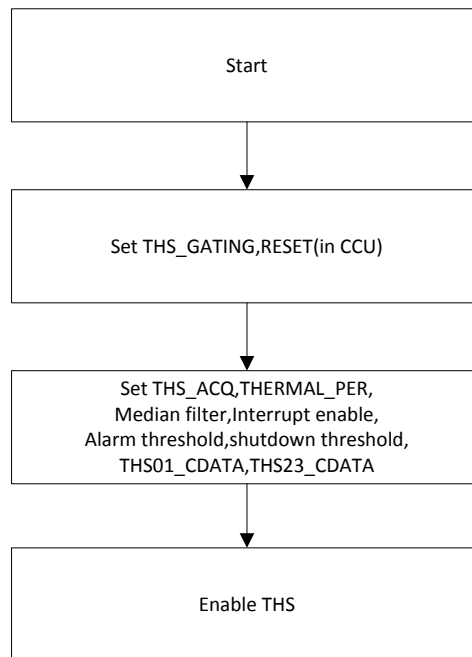 Start
Set THS_GATING,RESET(in CCU)
Set THS_ACQ,THERMAL_PER,
Median filter,Interrupt enable,
Alarm threshold,shutdown threshold,
THS01_CDATA,THS23_CDATA
Enable THS